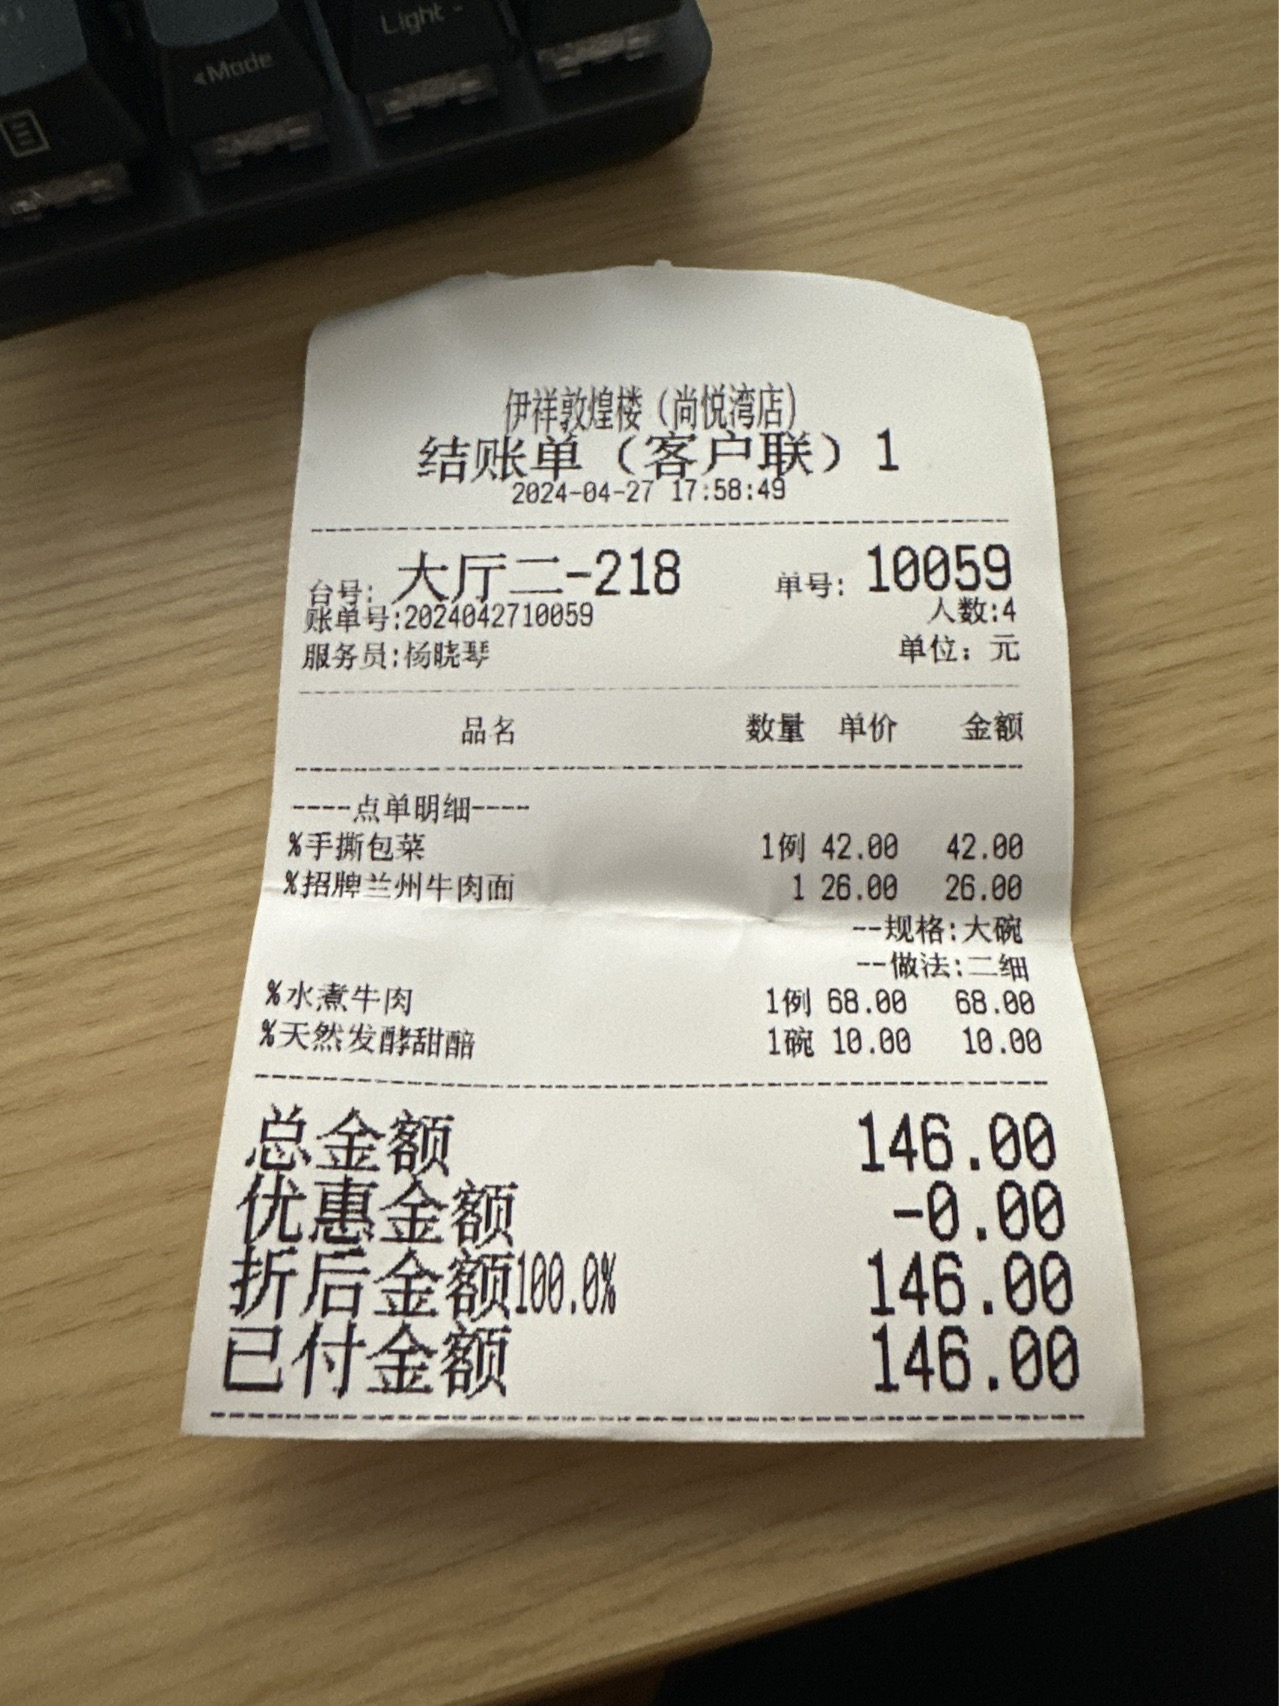 Mode
Light -
伊祥敦煌楼（尚悦湾店）
结账单（客户联）1
2024-04-27 17:58:49
台号: 大厅二-218 单号: 10059
账单号:2024042710059 人数:4
服务员:杨晓琴 单位: 元
品名 数量 单价 金额
----点单明细----
%手撕包菜 1例 42.00 42.00
%招牌兰州牛肉面 1 26.00 26.00
--规格:大碗
--做法:二细
%水煮牛肉 1例 68.00 68.00
%天然发酵甜醅 1碗 10.00 10.00
总金额 146.00
优惠金额 -0.00
折后金额100.0% 146.00
已付金额 146.00